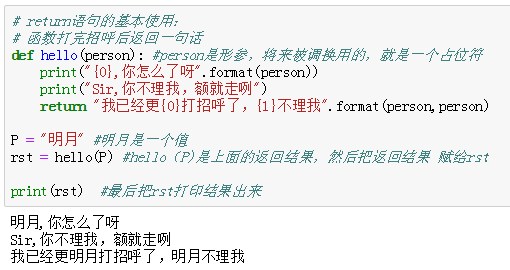 # return语句的基本使用:
# 函数打完招呼后返回一句话
def hello(person): #person是形参, 将来被调换用的, 就是一个占位符
    print("{0},你怎么了呀".format(person))
    print("Sir,你不理我, 额就走咧")
    return "我已经更{0}打招呼了, {1}不理我".format(person,person)
P = "明月" #明月是一个值
rst = hello(P) #hello (P)是上面的返回结果, 然后把返回结果 赋给rst
print(rst)  #最后把rst打印结果出来
明月,你怎么了呀
Sir,你不理我, 额就走咧
我已经更明月打招呼了, 明月不理我